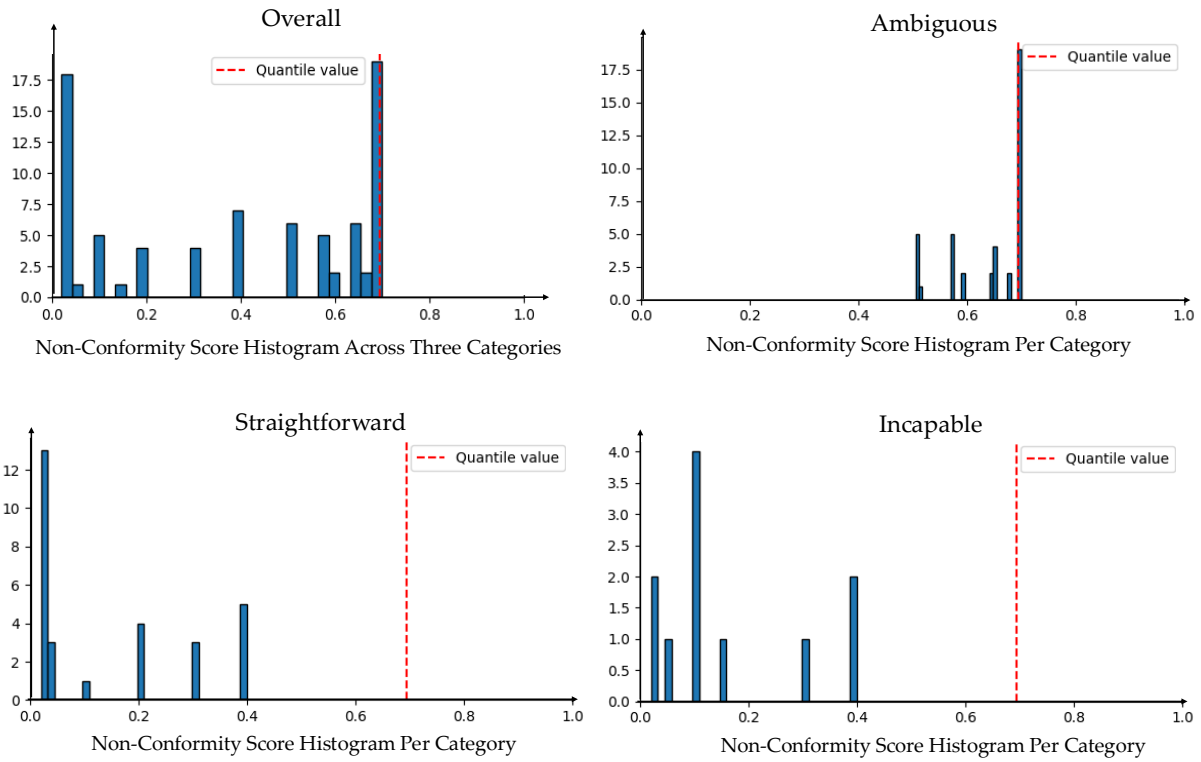 Overall
Quantile value
17.5
15.0
12.5
10.0
7.5
5.0
2.5
0.0
0.0 0.2 0.4 0.6 0.8 1.0
Non-Conformity Score Histogram Across Three Categories
Ambiguous
Quantile value
17.5
15.0
12.5
10.0
7.5
5.0
2.5
0.0
0.0 0.2 0.4 0.6 0.8 1.0
Non-Conformity Score Histogram Per Category
Straightforward
Quantile value
12
10
8
6
4
2
0
0.0 0.2 0.4 0.6 0.8 1.0
Non-Conformity Score Histogram Per Category
Incapable
Quantile value
4.0
3.5
3.0
2.5
2.0
1.5
1.0
0.5
0.0
0.0 0.2 0.4 0.6 0.8 1.0
Non-Conformity Score Histogram Per Category